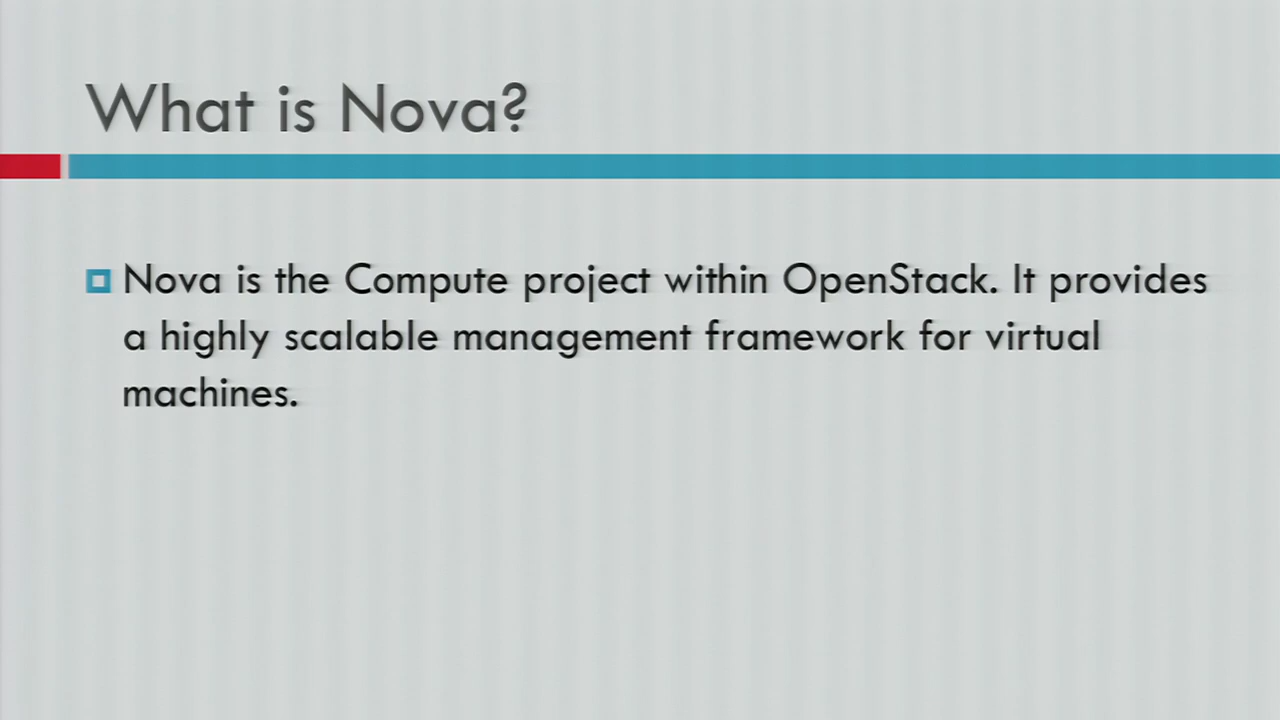 What is Nova?
Nova is the Compute project within OpenStack. It provides
a highly scalable management framework for virtual
machines.